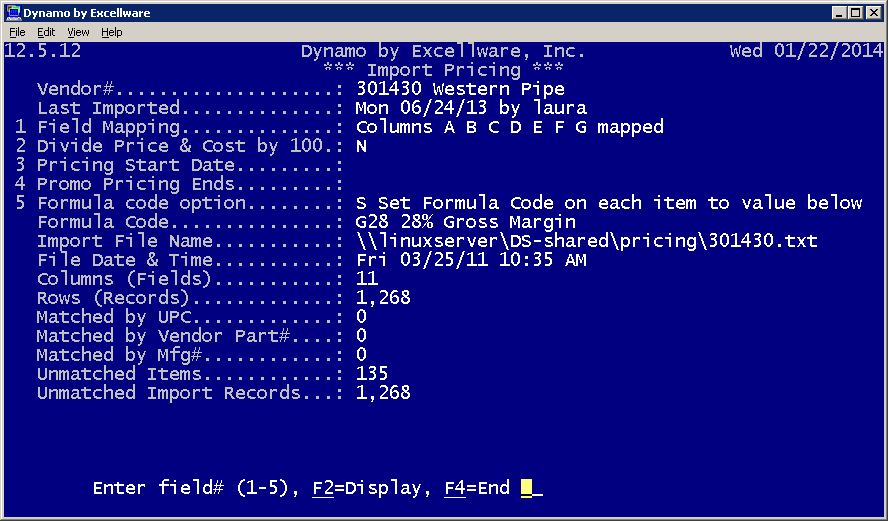 Dynamo by Excellware
File Edit View Help
12.5.12 Dynamo by Excellware, Inc. Wed 01/22/2014
*** Import Pricing ***
Vendor#.....................: 301430 Western Pipe
Last Imported...............: Mon 06/24/13 by laura
1 Field Mapping...............: Columns A B C D E F G mapped
2 Divide Price & Cost by 100.: N
3 Pricing Start Date.........:
4 Promo Pricing Ends.........:
5 Formula code option........: S Set Formula Code on each item to value below
Formula Code................: G28 28% Gross Margin
Import File Name............: \\linuxserver\DS-shared\pricing\301430.txt
File Date & Time............: Fri 03/25/11 10:35 AM
Columns (Fields)............: 11
Rows (Records)..............: 1,268
Matched by UPC..............: 0
Matched by Vendor Part#....: 0
Matched by Mfg#.............: 0
Unmatched Items.............: 135
Unmatched Import Records...: 1,268
Enter field# (1-5), F2=Display, F4=End